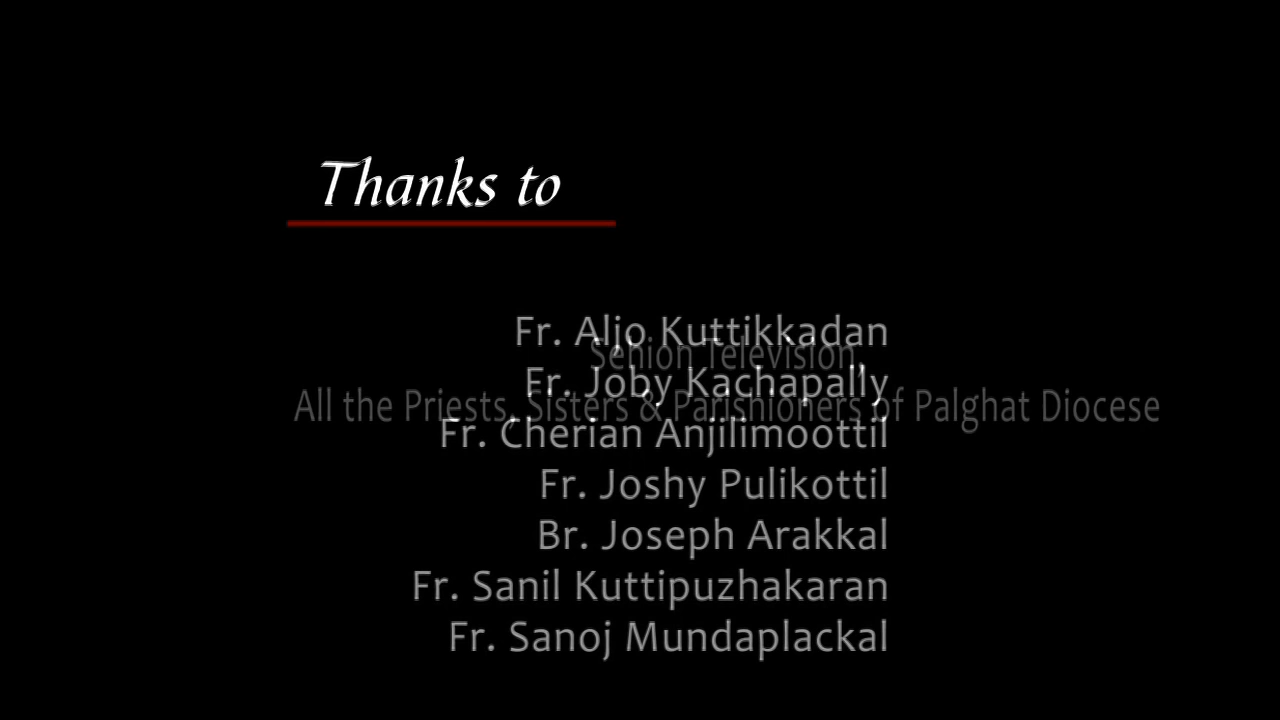 Thanks to
Fr. Aljo Kuttikkadan
Sehion Television,
Fr. Joby Kachapally
All the Priests, Sisters & Parishioners of Palghat Diocese
Fr. Cherian Anjilimoottil
Fr. Joshy Pulikottil
Br. Joseph Arakkal
Fr. Sanil Kuttipuzhakaran
Fr. Sanoj Mundaplackal